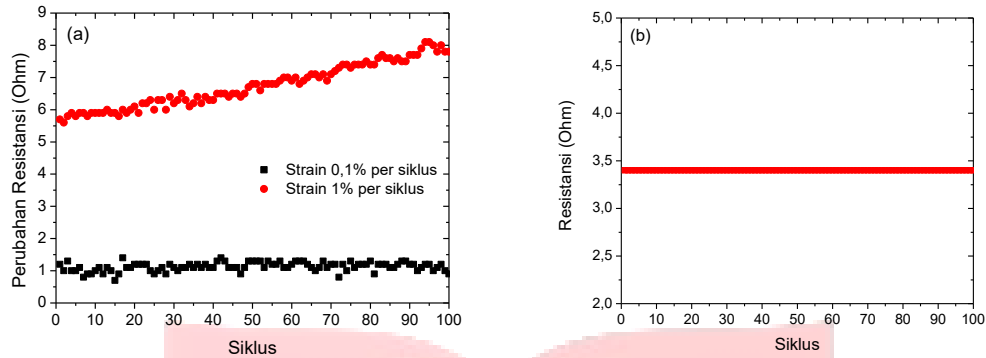 (a)
Perubahan Resistansi (Ohm)
9
8
7
6
5
4
3
2
1
0
Strain 0,1% per siklus
Strain 1% per siklus
0 10 20 30 40 50 60 70 80 90 100
Siklus
(b)
Resistansi (Ohm)
5,0
4,5
4,0
3,5
3,0
2,5
2,0
0 10 20 30 40 50 60 70 80 90 100
Siklus